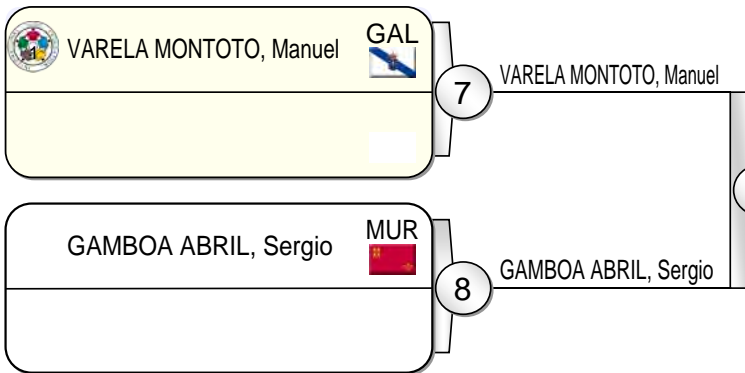 VARELA MONTOTO, Manuel GAL
7 VARELA MONTOTO, Manuel
GAMBOA ABRIL, Sergio MUR
8 GAMBOA ABRIL, Sergio